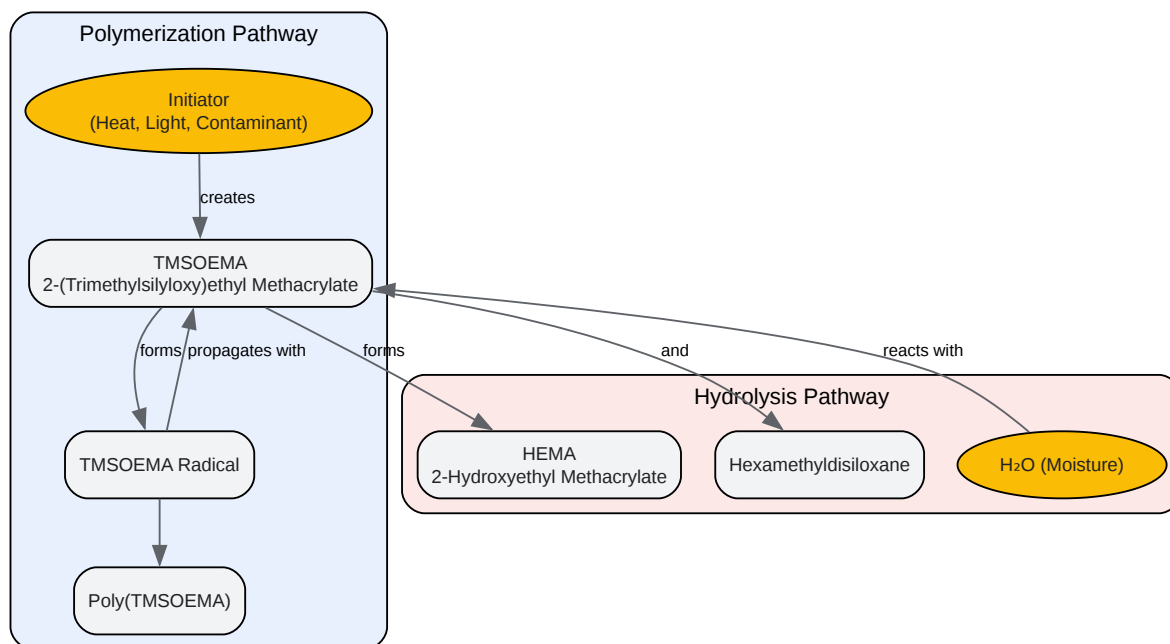 Polymerization Pathway
Initiator
(Heat, Light, Contaminant)
creates
TMSOEMA
2-(Trimethylsilyloxy)ethyl Methacrylate
forms
propagates with
forms
and
reacts with
Hydrolysis Pathway
TMSOEMA Radical
HEMA
2-Hydroxyethyl Methacrylate
Hexamethyldisiloxane
H₂O (Moisture)
Poly(TMSOEMA)